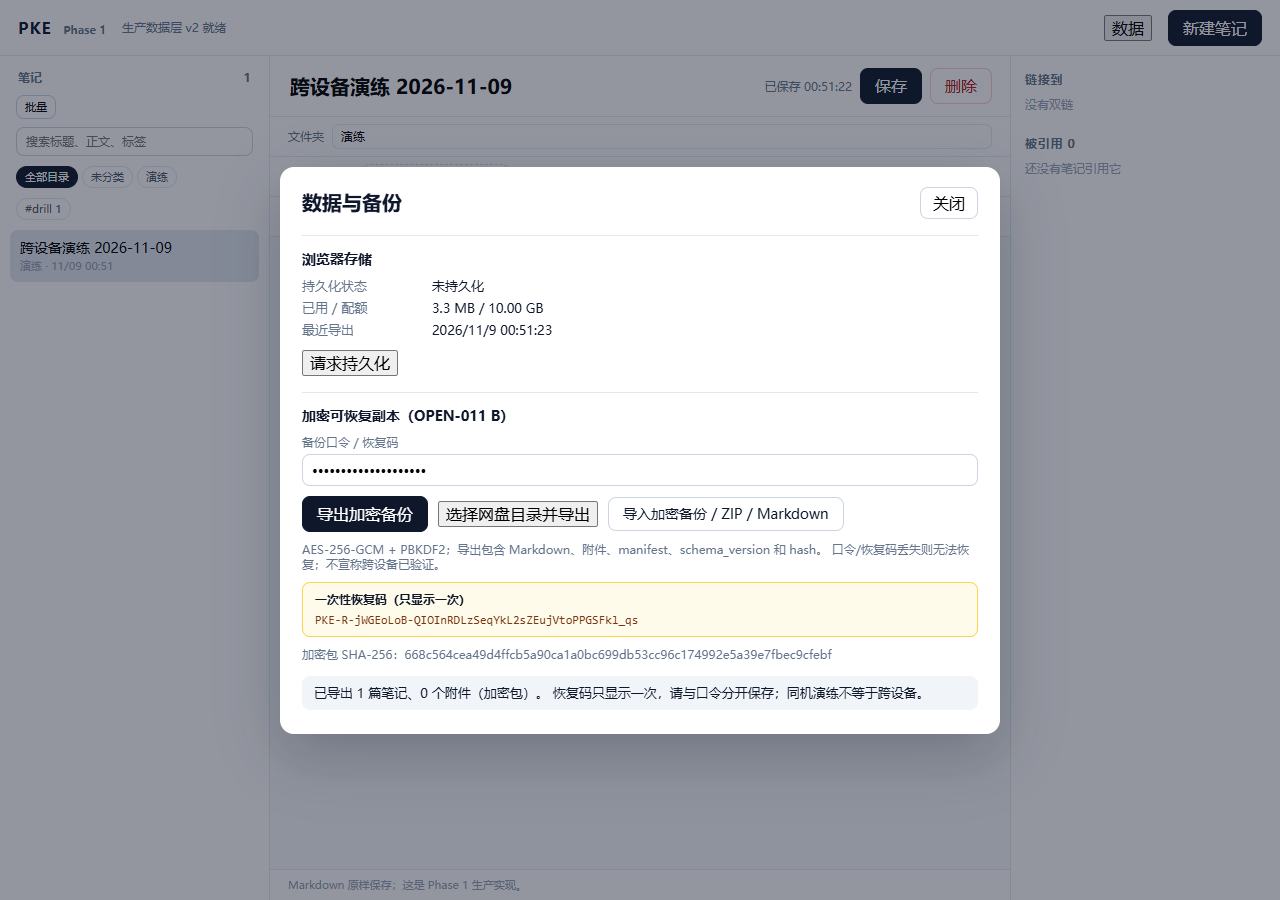 PKE Phase 1 生产数据层 v2 就绪 数据 新建笔记
笔记 1
批量
搜索标题、正文、标签
全部目录 未分类 演练
#drill 1
跨设备演练 2026-11-09
演练 · 11/09 00:51
跨设备演练 2026-11-09 已保存 00:51:22 保存 删除
文件夹 演练
链接到
没有双链
被引用 0
还没有笔记引用它
数据与备份 关闭
浏览器存储
持久化状态 未持久化
已用 / 配额 3.3 MB / 10.00 GB
最近导出 2026/11/9 00:51:23
请求持久化
加密可恢复副本（OPEN-011 B）
备份口令 / 恢复码
••••••••••••••••••••
导出加密备份 选择网盘目录并导出 导入加密备份 / ZIP / Markdown
AES-256-GCM + PBKDF2；导出包含 Markdown、附件、manifest、schema_version 和 hash。 口令/恢复码丢失则无法恢
复；不宣称跨设备已验证。
一次性恢复码（只显示一次）
PKE-R-jWGEoLoB-QIOInRDLzSeqYkL2sZEujVtoPPGSFkl_qs
加密包 SHA-256：668c564cea49d4ffcb5a90ca1a0bc699db53cc96c174992e5a39e7fbec9cfebf
已导出 1 篇笔记、0 个附件（加密包）。 恢复码只显示一次，请与口令分开保存；同机演练不等于跨设备。
Markdown 原样保存；这是 Phase 1 生产实现。